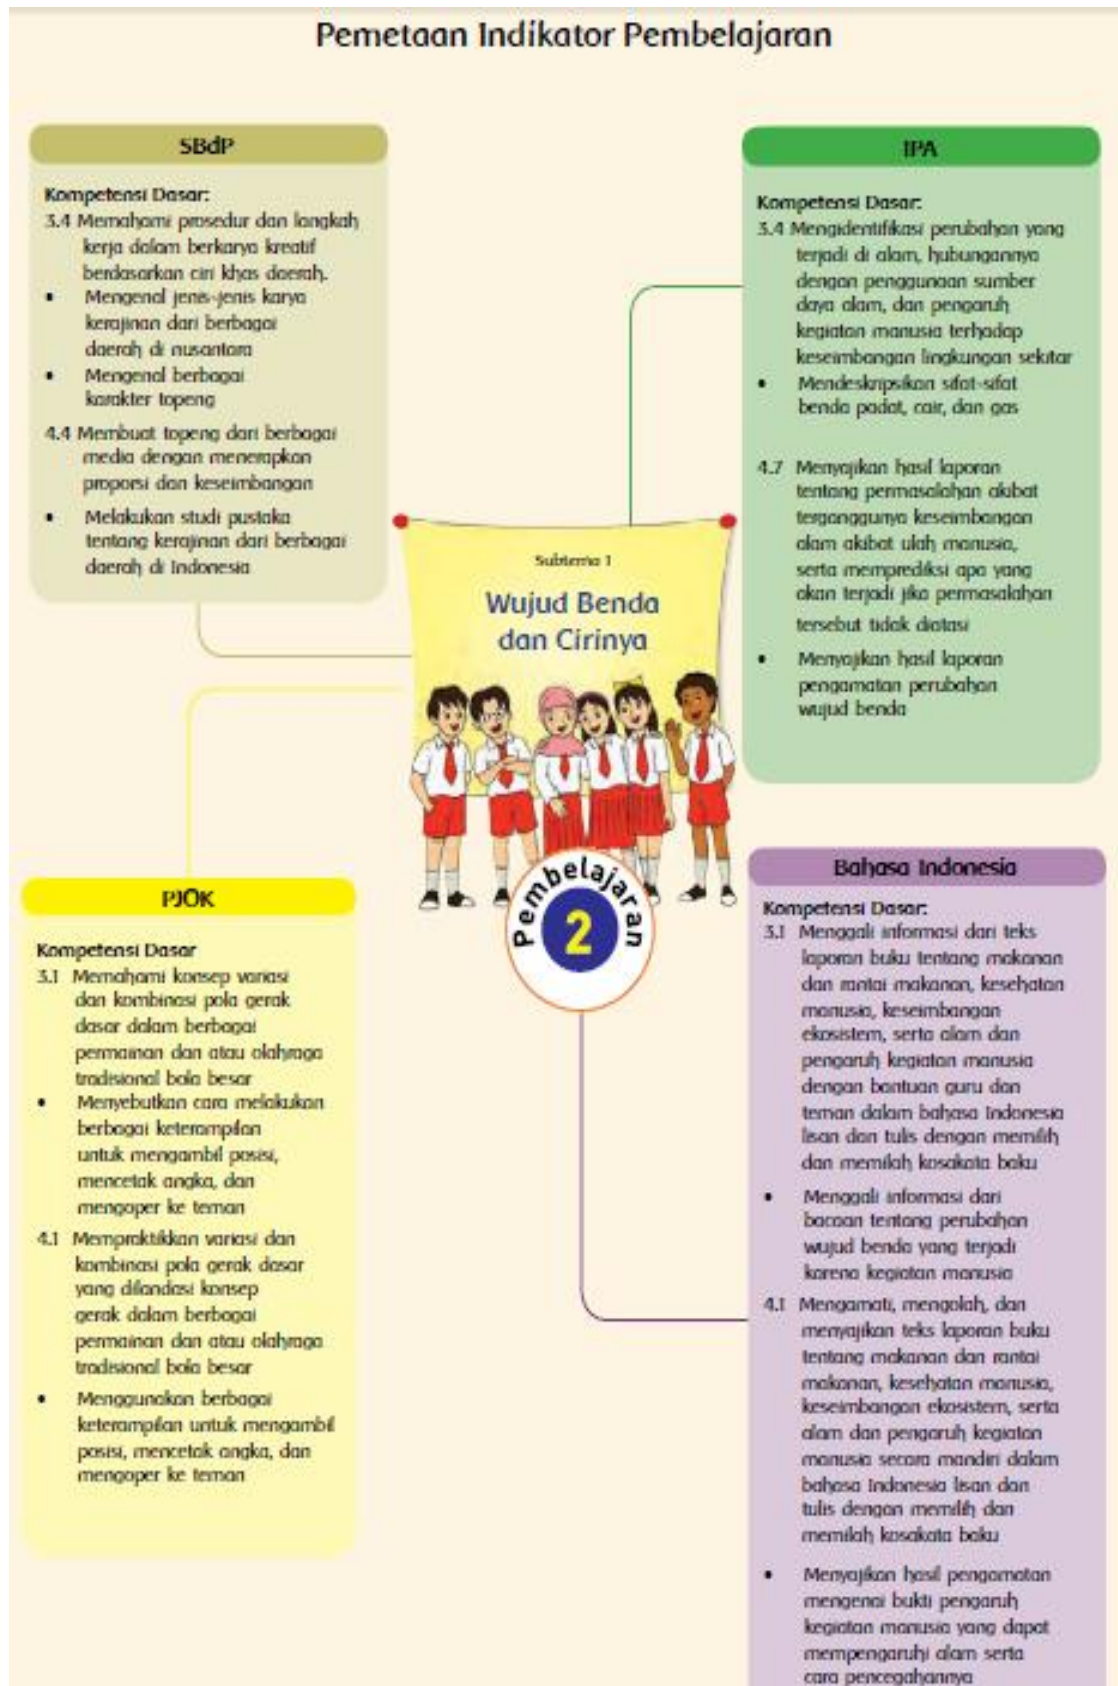 Pemetaan Indikator Pembelajaran
SBdP
Kompetensi Dasar:
3.4 Memahami prosedur dan langkah
kerja dalam berkarya kreatif
berdasarkan ciri khas daerah.
• Mengenal jenis-jenis karya
kerajinan dari berbagai
daerah di nusantara
• Mengenal berbagai
karakter topeng
4.4 Membuat topeng dari berbagai
media dengan menerapkan
proporsi dan keseimbangan
• Melakukan studi pustaka
tentang kerajinan dari berbagai
daerah di Indonesia
IPA
Kompetensi Dasar:
3.4 Mengidentifikasi perubahan yang
terjadi di alam, hubungannya
dengan penggunaan sumber
daya alam, dan pengaruh
kegiatan manusia terhadap
keseimbangan lingkungan sekitar
• Mendeskripsikan sifat-sifat
benda padat, cair, dan gas
4.7 Menyajikan hasil laporan
tentang permasalahan akibat
terganggunya keseimbangan
alam akibat ulah manusia,
serta memprediksi apa yang
akan terjadi jika permasalahan
tersebut tidak diatasi
• Menyajikan hasil laporan
pengamatan perubahan
wujud benda
Subtema 1
Wujud Benda
dan Cirinya
Pembelajaran
2
PJOK
Kompetensi Dasar
3.1 Memahami konsep variasi
dan kombinasi pola gerak
dasar dalam berbagai
permainan dan atau olahraga
tradisional bola besar
• Menyebutkan cara melakukan
berbagai keterampilan
untuk mengambil posisi,
mencetak angka, dan
mengoper ke teman
4.1 Mempraktikkan variasi dan
kombinasi pola gerak dasar
yang dilandasi konsep
gerak dalam berbagai
permainan dan atau olahraga
tradisional bola besar
• Menggunakan berbagai
keterampilan untuk mengambil
posisi, mencetak angka, dan
mengoper ke teman
Bahasa Indonesia
Kompetensi Dasar:
3.1 Menggali informasi dari teks
laporan buku tentang makanan
dan rantai makanan, kesehatan
manusia, keseimbangan
ekosistem, serta alam dan
pengaruh kegiatan manusia
dengan bantuan guru dan
teman dalam bahasa Indonesia
lisan dan tulis dengan memilih
dan memilah kosakata baku
• Menggali informasi dari
bacaan tentang perubahan
wujud benda yang terjadi
karena kegiatan manusia
4.1 Mengamati, mengolah, dan
menyajikan teks laporan buku
tentang makanan dan rantai
makanan, kesehatan manusia,
keseimbangan ekosistem, serta
alam dan pengaruh kegiatan
manusia secara mandiri dalam
bahasa Indonesia lisan dan
tulis dengan memilih dan
memilah kosakata baku
• Menyajikan hasil pengamatan
mengenai bukti pengaruh
kegiatan manusia yang dapat
mempengaruhi alam serta
cara pencegahannya